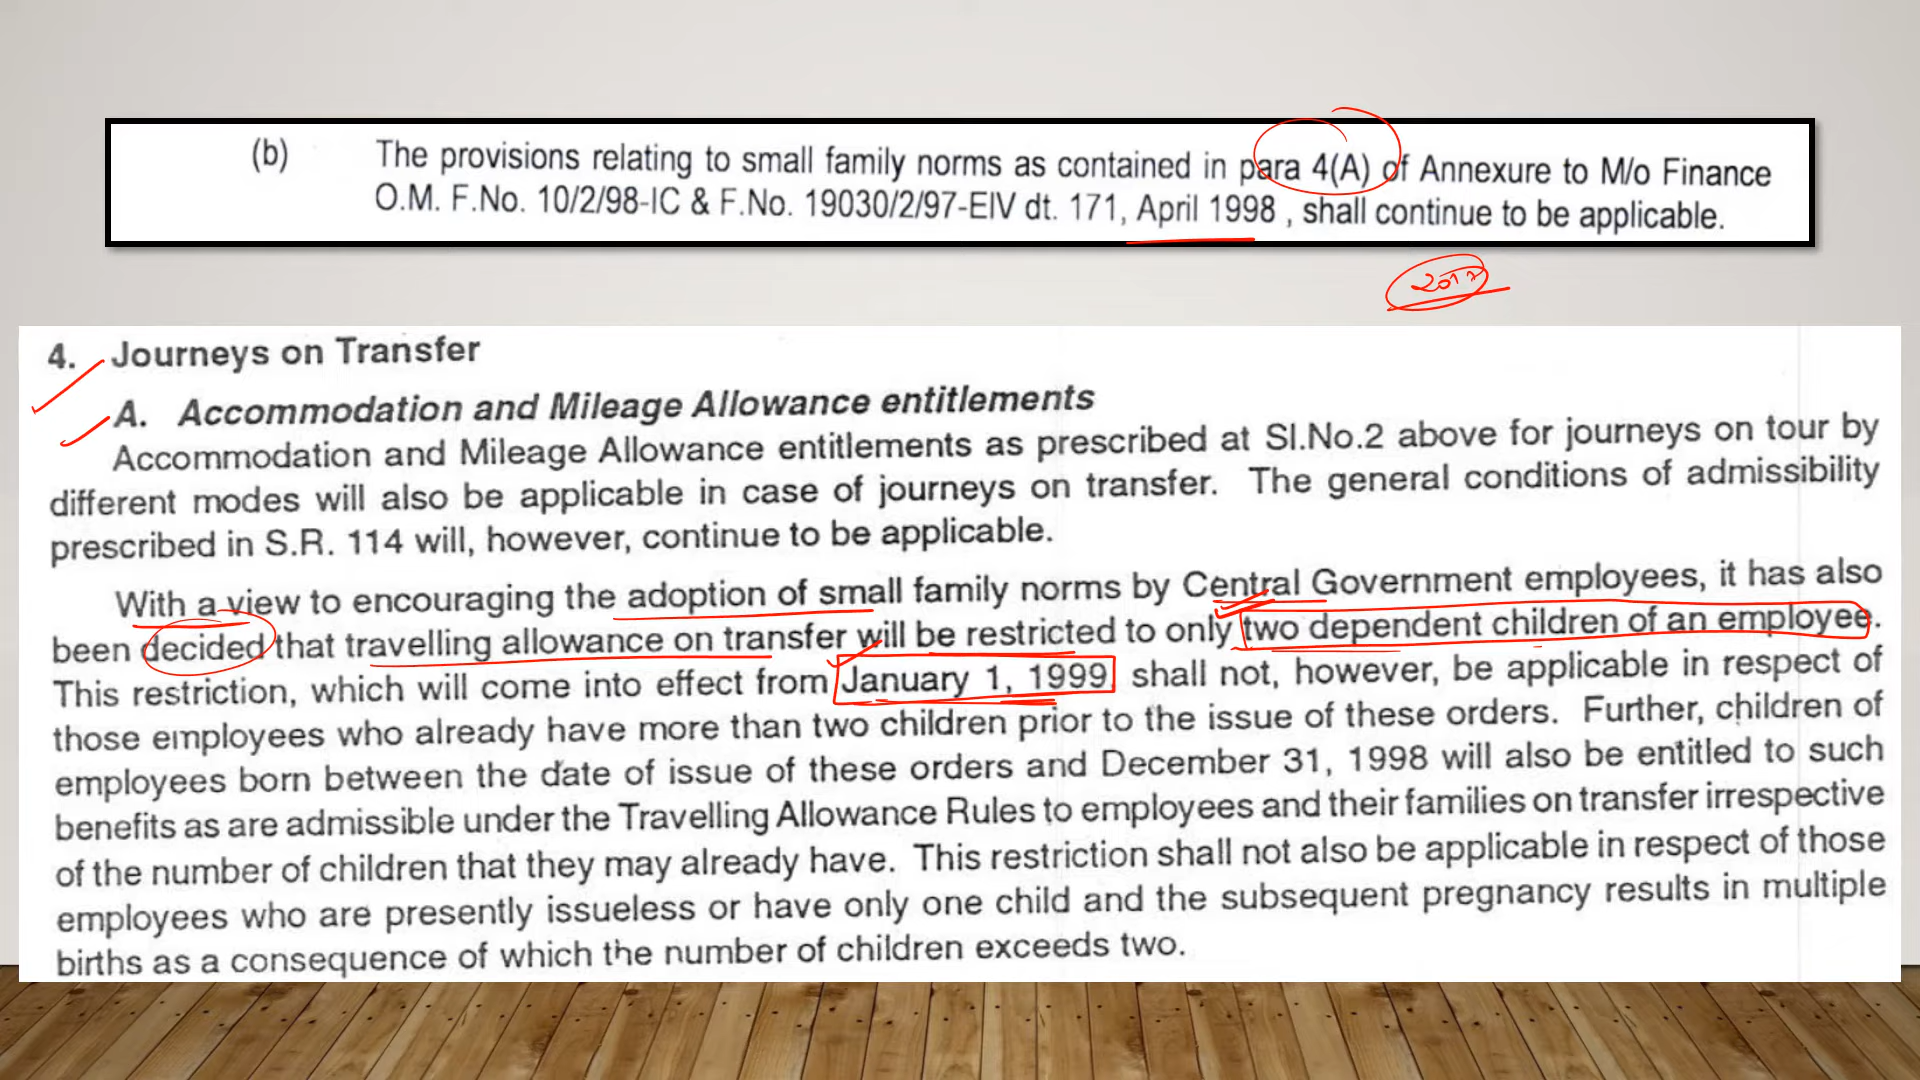 (b) The provisions relating to small family norms as contained in para 4(A) of Annexure to M/o Finance
O.M. F.No. 10/2/98-IC & F.No. 19030/2/97-EIV dt. 171, April 1998 , shall continue to be applicable.
2017
4. Journeys on Transfer
A. Accommodation and Mileage Allowance entitlements
Accommodation and Mileage Allowance entitlements as prescribed at Sl.No.2 above for journeys on tour by
different modes will also be applicable in case of journeys on transfer. The general conditions of admissibility
prescribed in S.R. 114 will, however, continue to be applicable.
With a view to encouraging the adoption of small family norms by Central Government employees, it has also
been decided that travelling allowance on transfer will be restricted to only two dependent children of an employee.
This restriction, which will come into effect from January 1, 1999 shall not, however, be applicable in respect of
those employees who already have more than two children prior to the issue of these orders. Further, children of
employees born between the date of issue of these orders and December 31, 1998 will also be entitled to such
benefits as are admissible under the Travelling Allowance Rules to employees and their families on transfer irrespective
of the number of children that they may already have. This restriction shall not also be applicable in respect of those
employees who are presently issueless or have only one child and the subsequent pregnancy results in multiple
births as a consequence of which the number of children exceeds two.